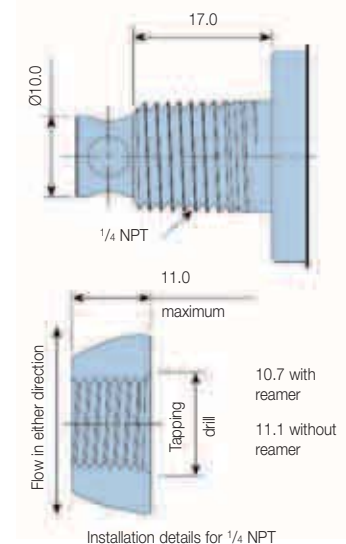 17.0
Ø10.0
1/4 NPT
11.0
maximum
Flow in either direction
Tapping
drill
10.7 with
reamer
11.1 without
reamer
Installation details for 1/4 NPT